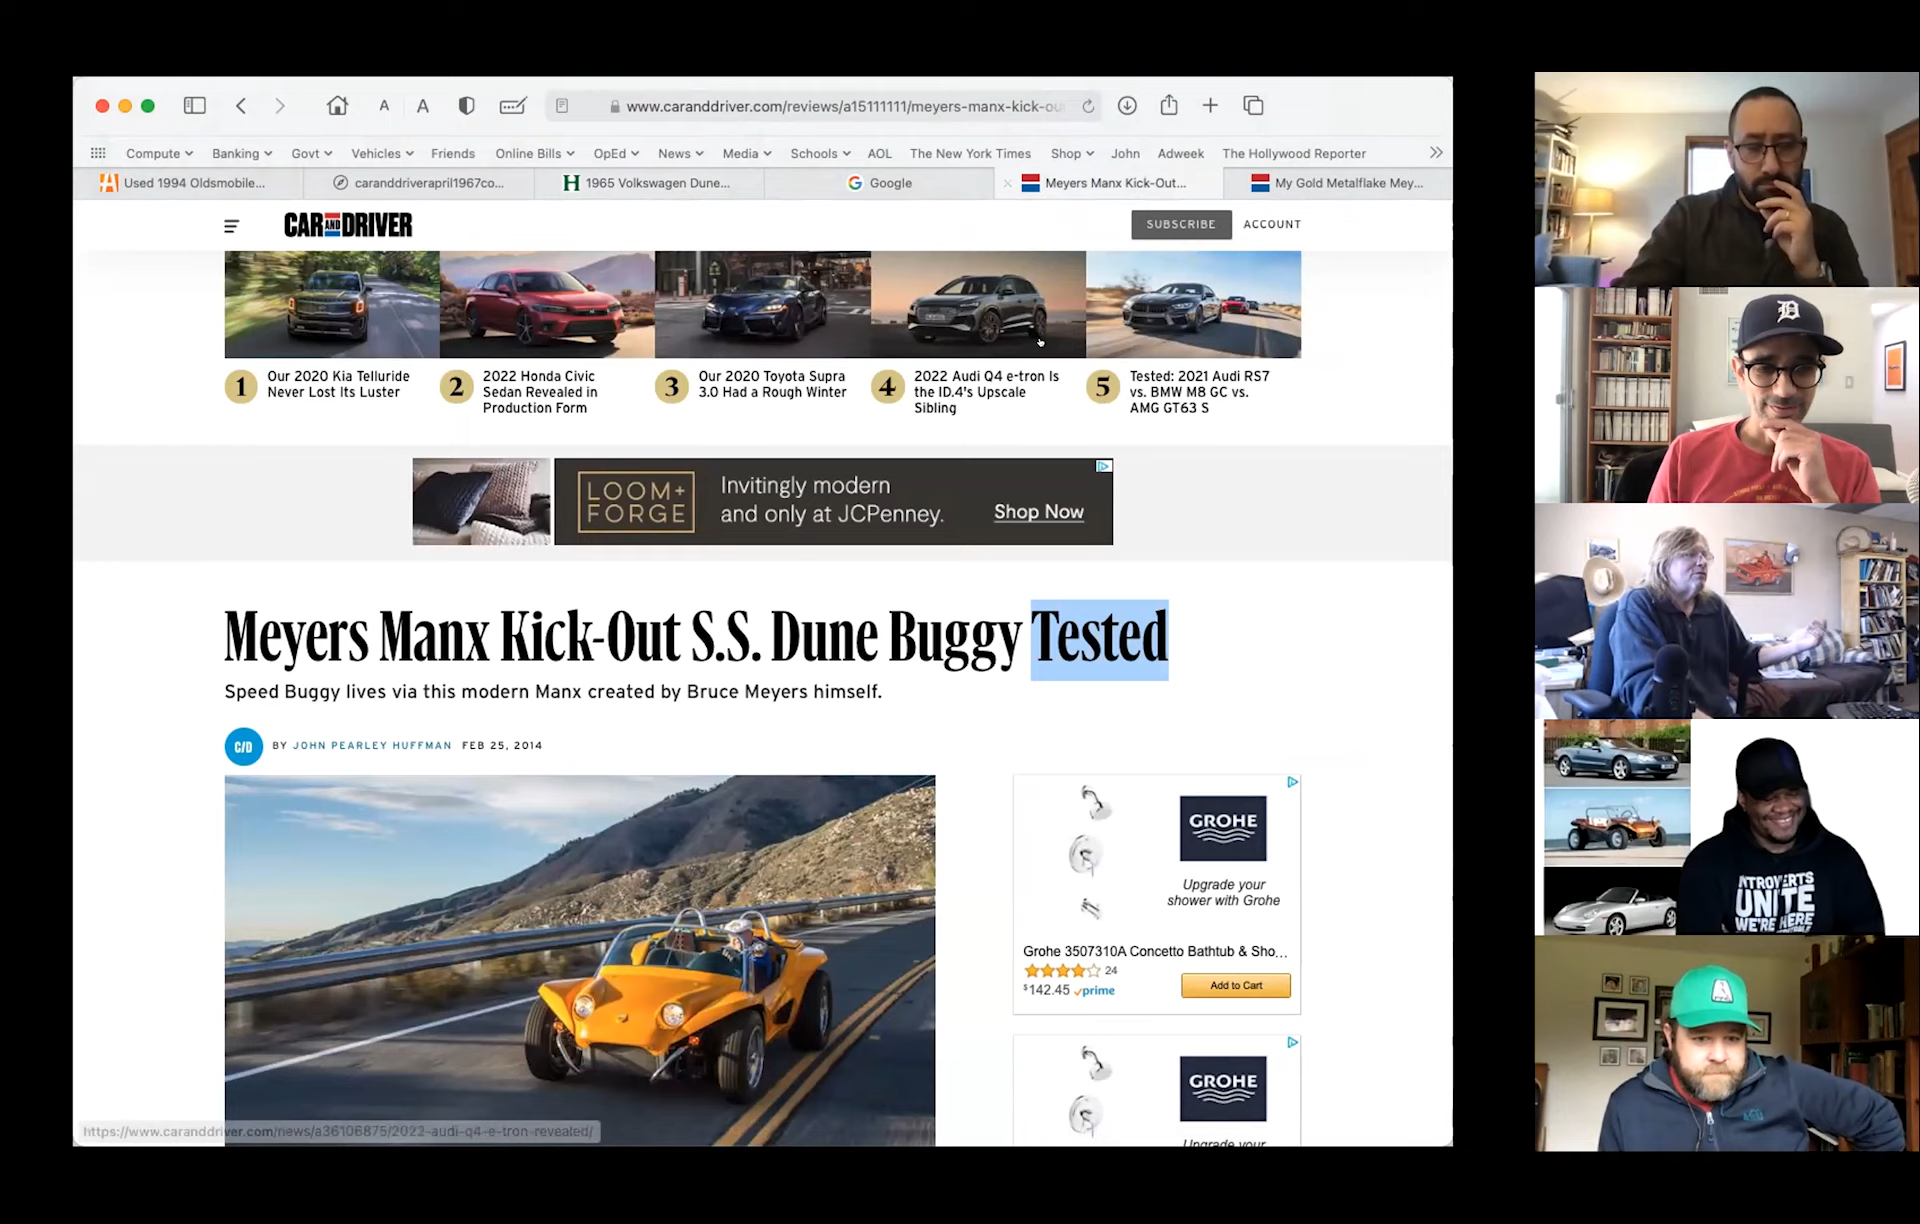 www.caranddriver.com/reviews/a15111111/meyers-manx-kick-ou
Compute Banking Govt Vehicles Friends Online Bills OpEd News Media Schools AOL The New York Times Shop John Adweek The Hollywood Reporter
Used 1994 Oldsmobile... caranddriverapril1967co... 1965 Volkswagen Dune... Google Meyers Manx Kick-Out... My Gold Metalflake Mey...
CAR AND DRIVER
SUBSCRIBE ACCOUNT
1 Our 2020 Kia Telluride
Never Lost Its Luster
2 2022 Honda Civic
Sedan Revealed in
Production Form
3 Our 2020 Toyota Supra
3.0 Had a Rough Winter
4 2022 Audi Q4 e-tron Is
the ID.4's Upscale
Sibling
5 Tested: 2021 Audi RS7
vs. BMW M8 GC vs.
AMG GT63 S
LOOM+
FORGE
Invitingly modern
and only at JCPenney.
Shop Now
Meyers Manx Kick-Out S.S. Dune Buggy Tested
Speed Buggy lives via this modern Manx created by Bruce Meyers himself.
C/D BY JOHN PEARLEY HUFFMAN FEB 25, 2014
GROHE
Upgrade your
shower with Grohe
Grohe 3507310A Concetto Bathtub & Sho...
24
$142.45 prime
Add to Cart
GROHE
Upgrade your
https://www.caranddriver.com/news/a36106875/2022-audi-q4-e-tron-revealed/
D
NTROVERTS
UNITE
WE'RE HERE